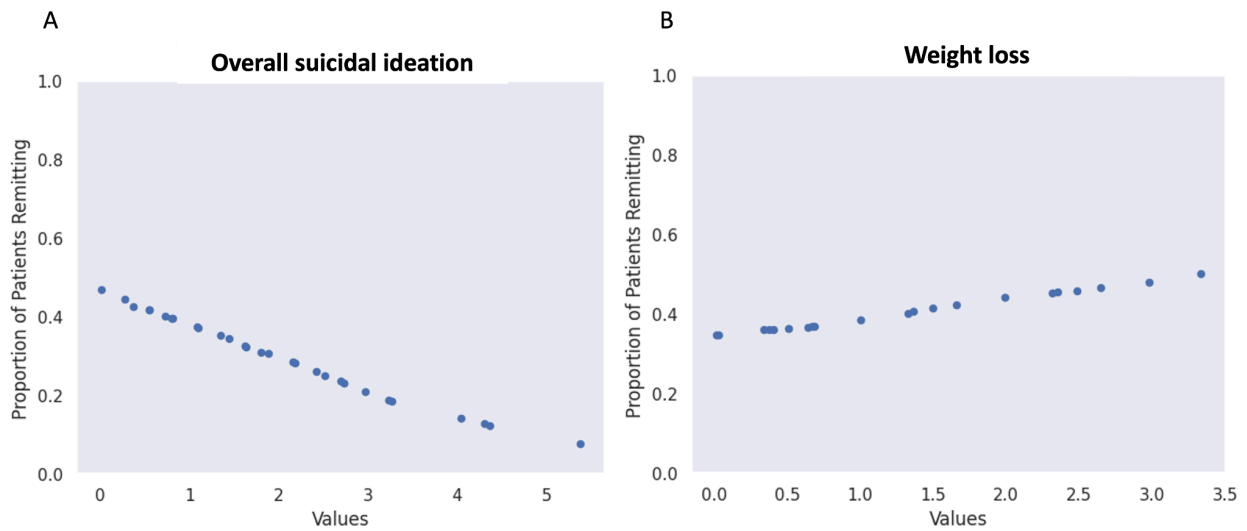 A
Overall suicidal ideation
Proportion of Patients Remitting
1.0
0.8
0.6
0.4
0.2
0.0
0 1 2 3 4 5
Values
B
Weight loss
Proportion of Patients Remitting
1.0
0.8
0.6
0.4
0.2
0.0
0.0 0.5 1.0 1.5 2.0 2.5 3.0 3.5
Values